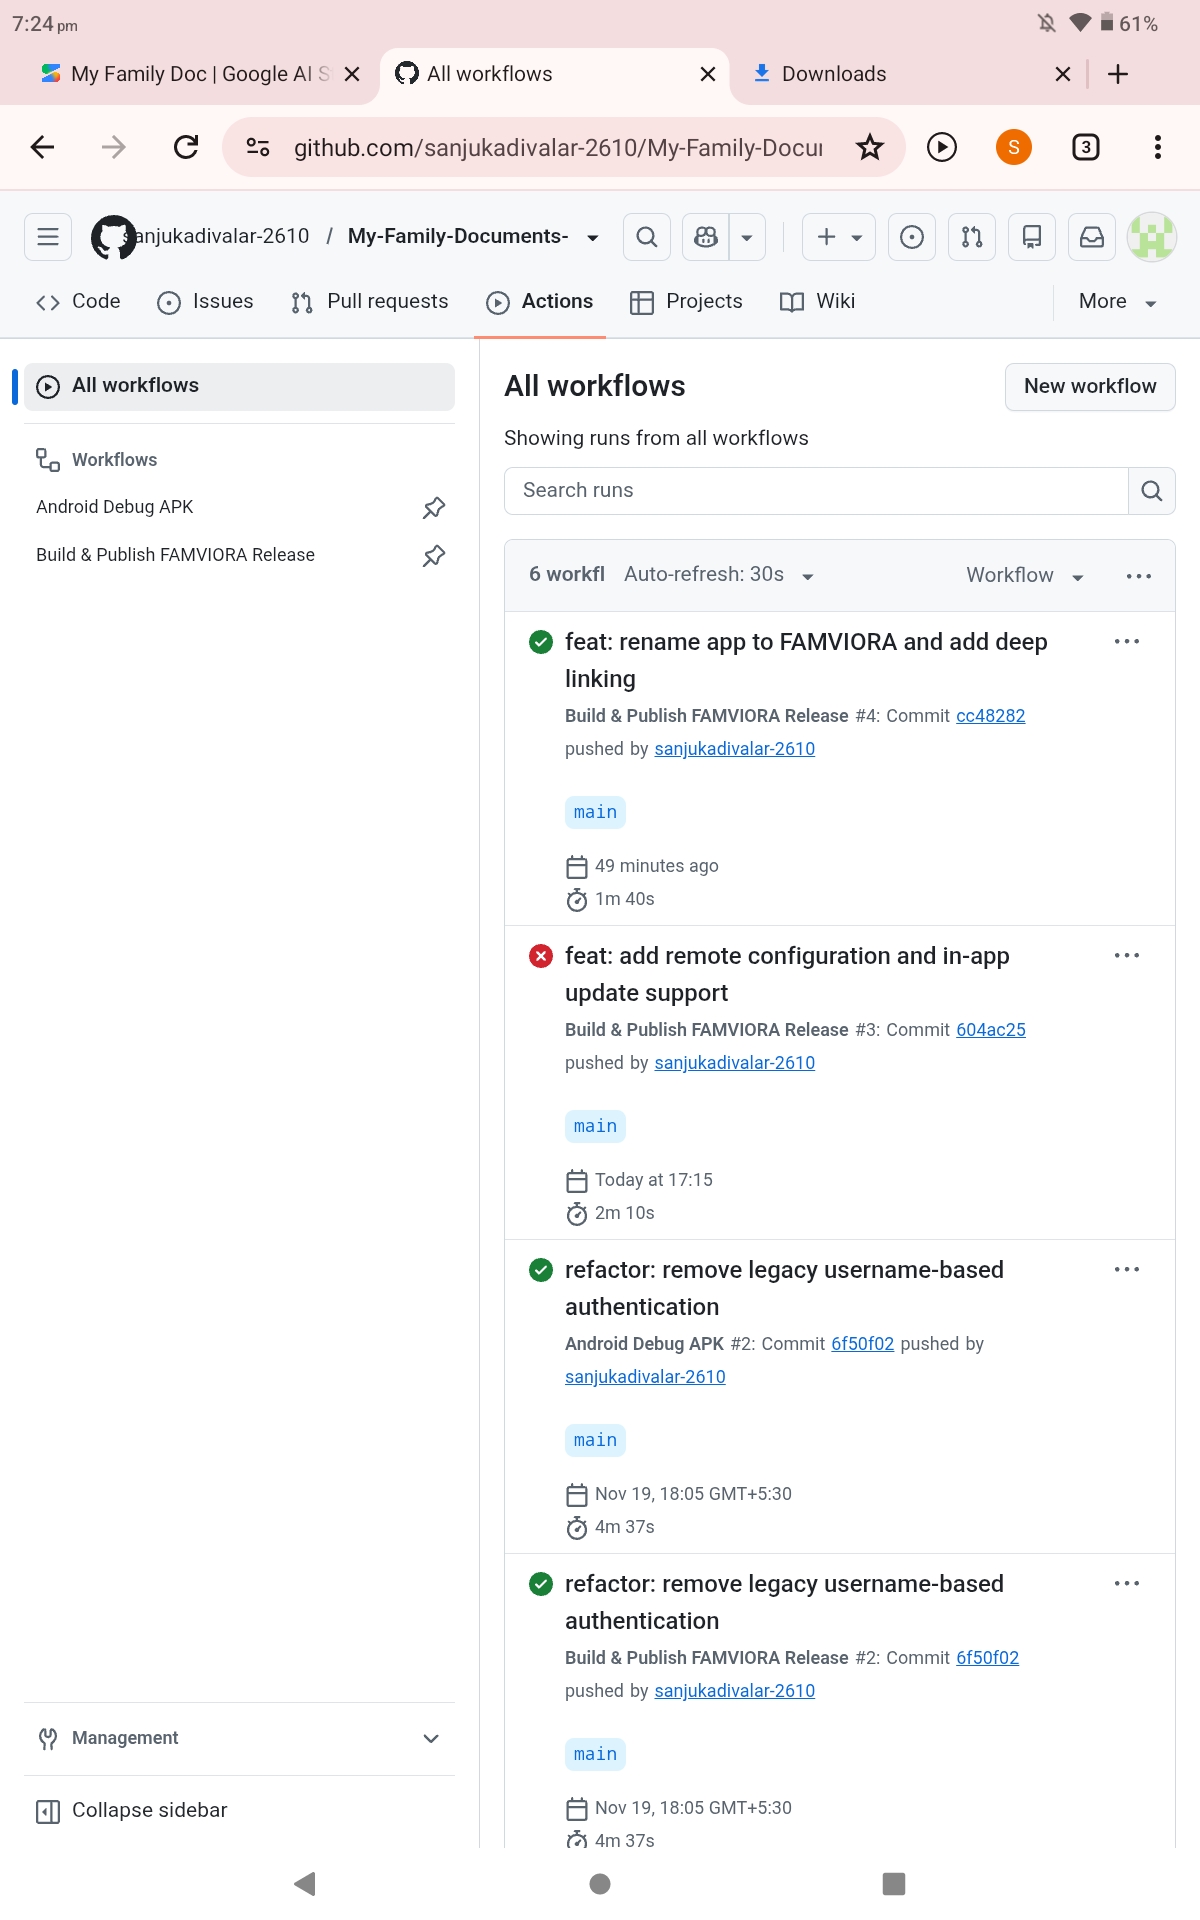 7:24 pm
61%
My Family Doc | Google AI S
All workflows
Downloads
github.com/sanjukadivalar-2610/My-Family-Docu
S
3
sanjukadivalar-2610 / My-Family-Documents-
Code
Issues
Pull requests
Actions
Projects
Wiki
More
All workflows
Workflows
Android Debug APK
Build & Publish FAMVIORA Release
Management
Collapse sidebar
All workflows
New workflow
Showing runs from all workflows
Search runs
6 workfl
Auto-refresh: 30s
Workflow
feat: rename app to FAMVIORA and add deep
linking
Build & Publish FAMVIORA Release #4: Commit cc48282
pushed by sanjukadivalar-2610
main
49 minutes ago
1m 40s
feat: add remote configuration and in-app
update support
Build & Publish FAMVIORA Release #3: Commit 604ac25
pushed by sanjukadivalar-2610
main
Today at 17:15
2m 10s
refactor: remove legacy username-based
authentication
Android Debug APK #2: Commit 6f50f02 pushed by
sanjukadivalar-2610
main
Nov 19, 18:05 GMT+5:30
4m 37s
refactor: remove legacy username-based
authentication
Build & Publish FAMVIORA Release #2: Commit 6f50f02
pushed by sanjukadivalar-2610
main
Nov 19, 18:05 GMT+5:30
4m 37s